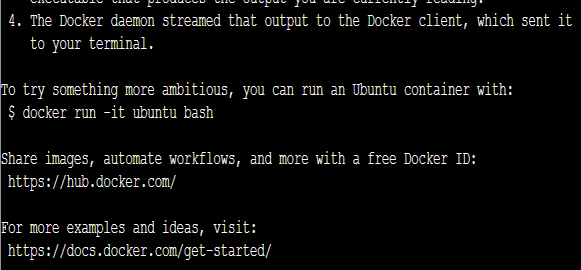 executable that produces the output you are currently reading.
4. The Docker daemon streamed that output to the Docker client, which sent it
to your terminal.
To try something more ambitious, you can run an Ubuntu container with:
$ docker run -it ubuntu bash
Share images, automate workflows, and more with a free Docker ID:
https://hub.docker.com/
For more examples and ideas, visit:
https://docs.docker.com/get-started/